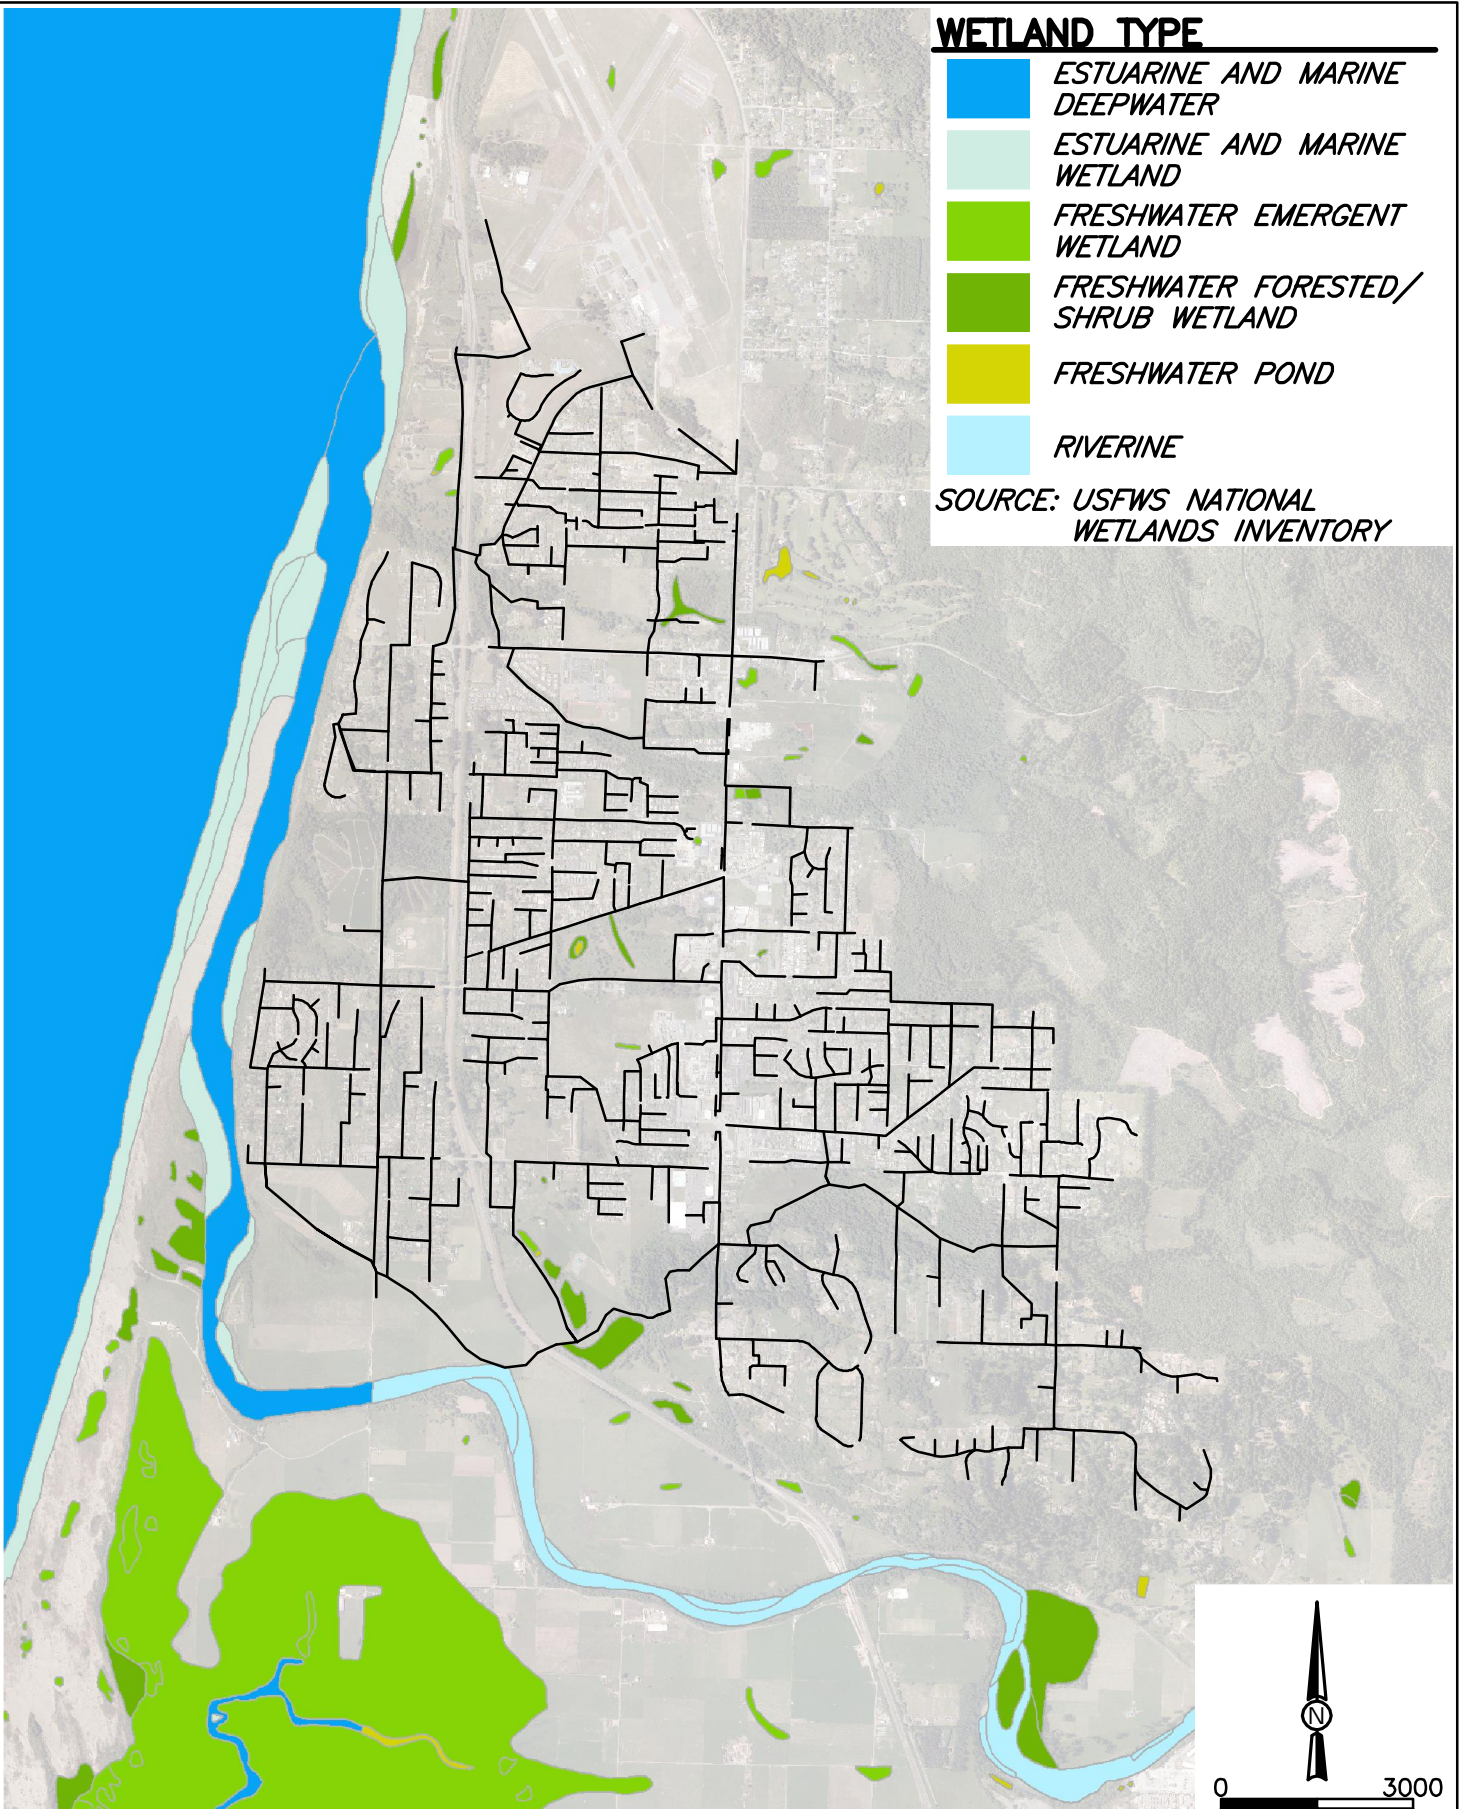 WETLAND TYPE
ESTUARINE AND MARINE
DEEPWATER
ESTUARINE AND MARINE
WETLAND
FRESHWATER EMERGENT
WETLAND
FRESHWATER FORESTED/
SHRUB WETLAND
FRESHWATER POND
RIVERINE
SOURCE: USFWS NATIONAL
WETLANDS INVENTORY
N
0 3000